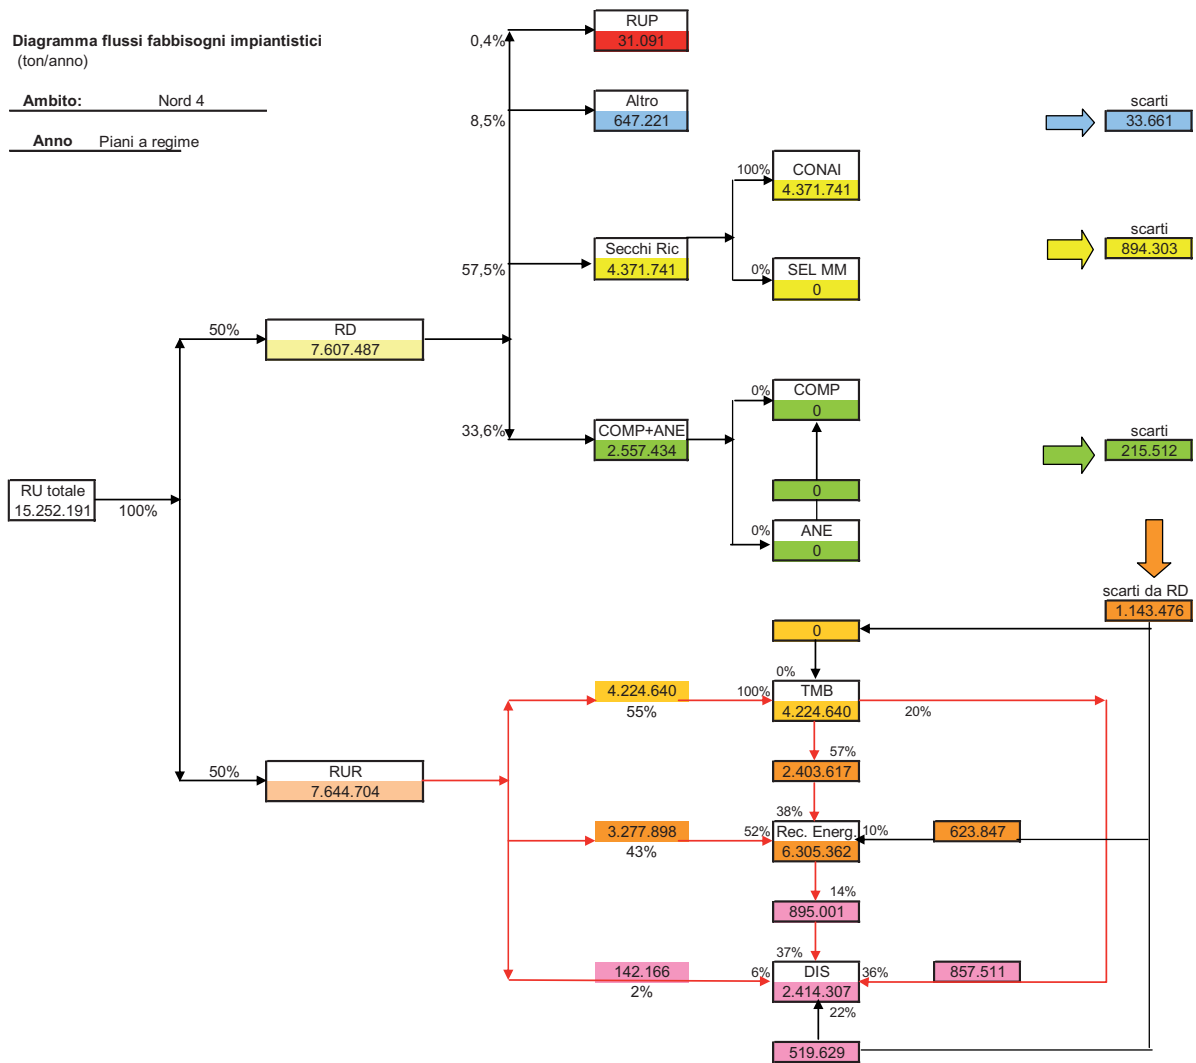 Diagramma flussi fabbisogni impiantistici
(ton/anno)
Ambito: Nord 4
Anno Piani a regime
0,4%
RUP
31.091
8,5%
Altro
647.221
scarti
33.661
100%
CONAI
4.371.741
57,5%
Secchi Ric
4.371.741
scarti
894.303
0%
SEL MM
0
50%
RD
7.607.487
33,6%
COMP+ANE
2.557.434
0%
COMP
0
scarti
215.512
0
0%
ANE
0
RU totale
15.252.191
100%
scarti da RD
1.143.476
0
0%
4.224.640
55%
100%
TMB
4.224.640
20%
57%
2.403.617
50%
RUR
7.644.704
38%
3.277.898
43%
52%
Rec. Energ.
6.305.362
10%
623.847
14%
895.001
37%
142.166
2%
6%
DIS
2.414.307
36%
857.511
22%
519.629